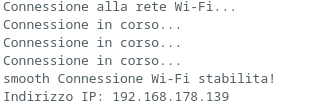 Connessione alla rete Wi-Fi...
Connessione in corso...
Connessione in corso...
Connessione in corso...
smooth Connessione Wi-Fi stabilita!
Indirizzo IP: 192.168.178.139